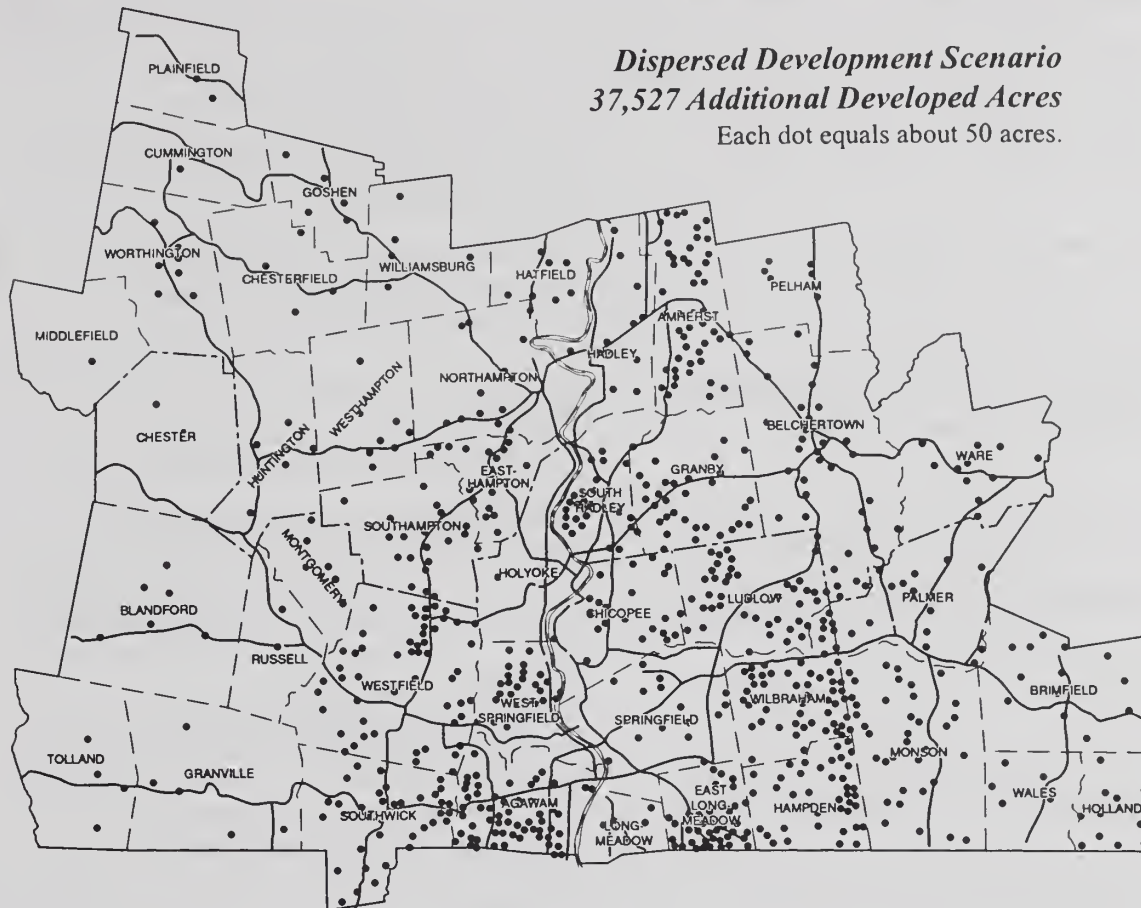 Dispersed Development Scenario
37,527 Additional Developed Acres
Each dot equals about 50 acres.
PLAINFIELD
CUMMINGTON
GOSHEN
WORTHINGTON
CHESTERFIELD
WILLIAMSBURG
HATFIELD
PELHAM
MIDDLEFIELD
AMHERST
HADLEY
NORTHAMPTON
WESTHAMPTON
CHESTER
HUNTINGTON
BELCHERTOWN
WARE
EAST-
HAMPTON
GRANBY
SOUTH
HADLEY
SOUTHAMPTON
MONTGOMERY
HOLYOKE
BLANDFORD
CHICOPEE
LUDLOW
PALMER
RUSSELL
WESTFIELD
WEST
SPRINGFIELD
SPRINGFIELD
WILBRAHAM
BRIMFIELD
TOLLAND
GRANVILLE
MONSON
SOUTHWICK
AGAWAM
LONG-
MEADOW
EAST
LONG-
MEADOW
HAMPDEN
WALES
HOLLAND